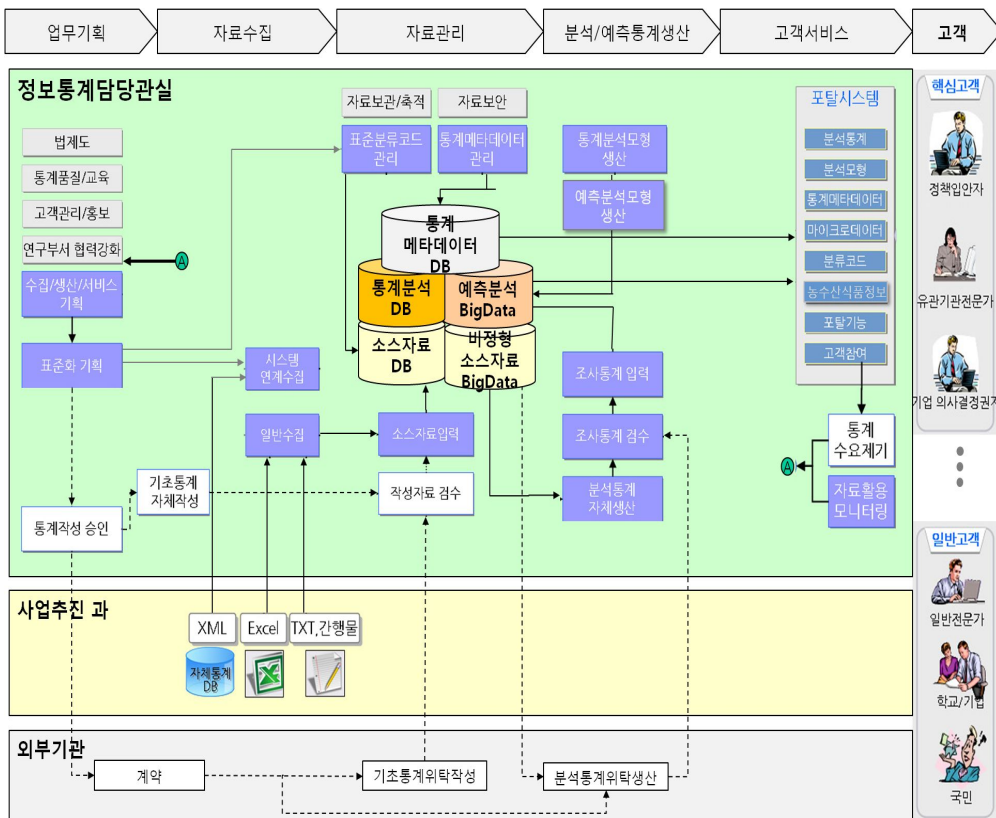 업무기획
자료수집
자료관리
분석/예측통계생산
고객서비스
고객
정보통계담당관실
법제도
통계품질/교육
고객관리/홍보
연구부서 협력강화
A
수집/생산/서비스
기획
표준화 기획
통계작성 승인
기초통계
자체작성
시스템
연계수집
일반수집
자료보관/축적
자료보안
표준분류코드
관리
통계메타데이터
관리
통계
메타데이터
DB
통계분석
DB
예측분석
BigData
소스자료
DB
비정형
소스자료
BigData
소스자료입력
작성자료 검수
통계분석모형
생산
예측분석모형
생산
조사통계 입력
조사통계 검수
분석통계
자체생산
포탈시스템
분석통계
분석모형
통계메타데이터
마이크로데이터
분류코드
농수산식품정보
포탈기능
고객참여
통계
수요제기
A
자료활용
모니터링
핵심고객
정책입안자
유관기관전문가
기업 의사결정권자
일반고객
일반전문가
학교/기업
국민
사업추진 과
XML
Excel
TXT,간행물
자체통계
DB
외부기관
계약
기초통계위탁작성
분석통계위탁생산